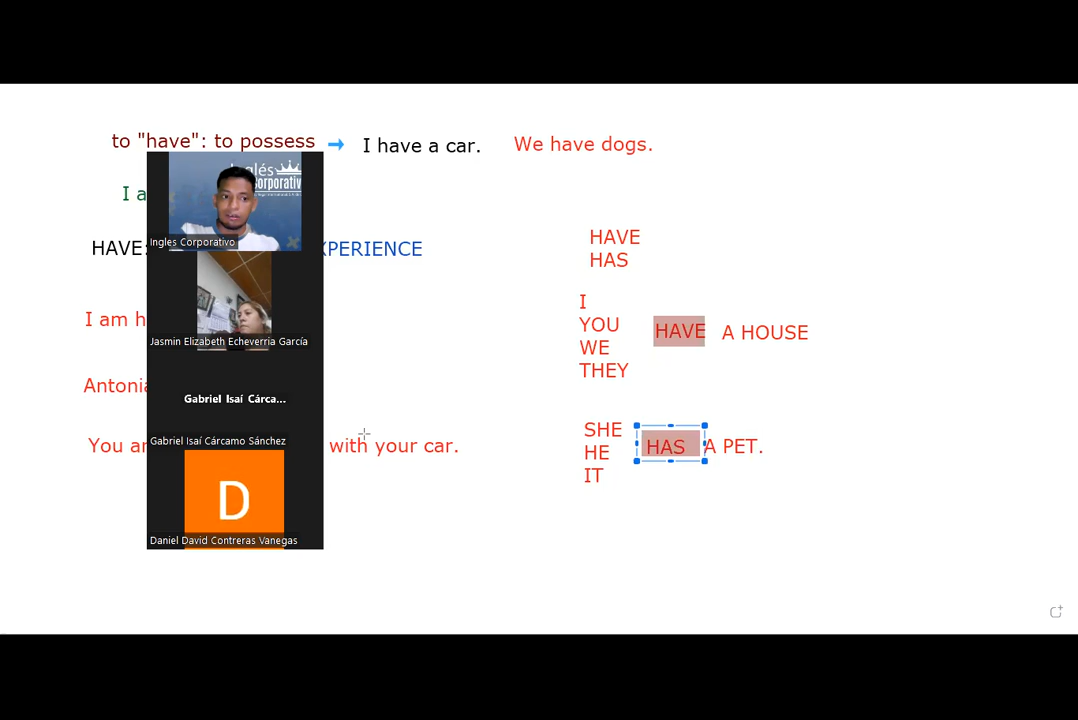 to "have": to possess
I have a car.
We have dogs.
Inglés
Corporativo
I a
Ingles Corporativo
HAVE:
XPERIENCE
HAVE
HAS
I
YOU
WE
THEY
HAVE
A HOUSE
I am h
Jasmin Elizabeth Echeverria García
Antonia
Gabriel Isaí Cárca...
Gabriel Isaí Cárcamo Sánchez
You ar
with your car.
SHE
HE
IT
HAS
A PET.
D
Daniel David Contreras Vanegas